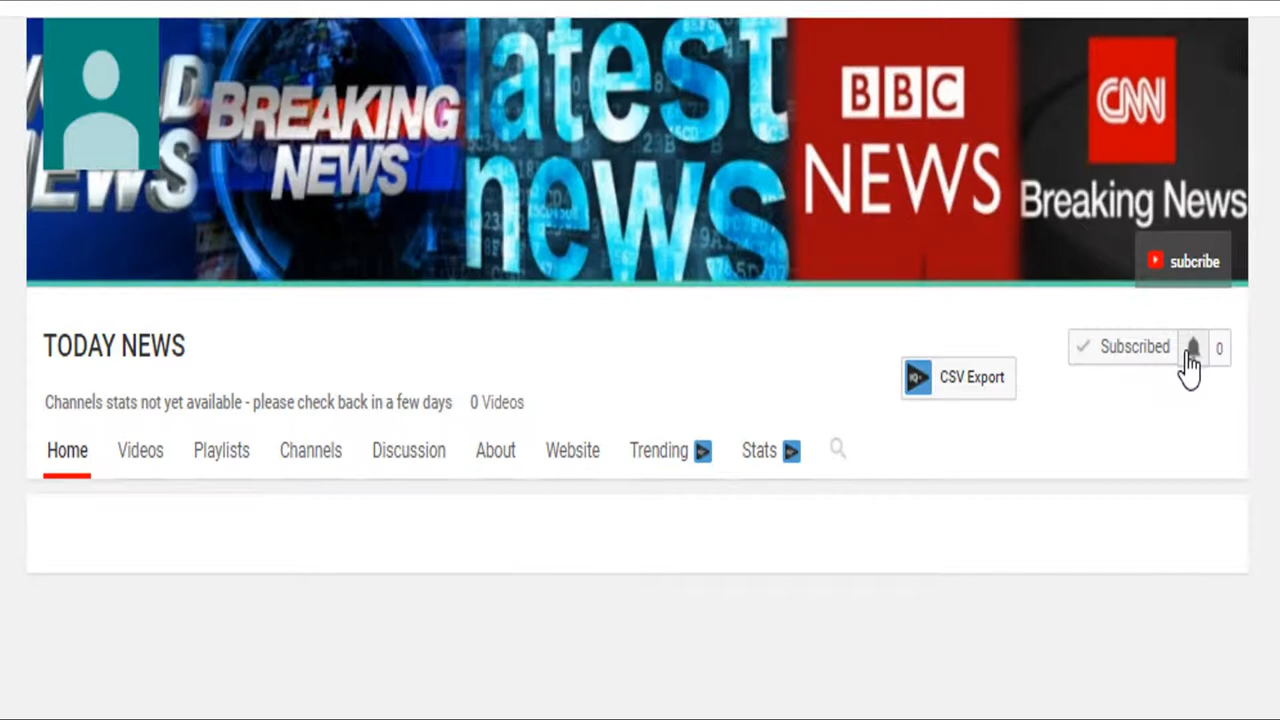 BREAKING
NEWS
latest
news
BBC
NEWS
CNN
Breaking News
subcribe
TODAY NEWS
Subscribed 0
CSV Export
Channels stats not yet available - please check back in a few days 0 Videos
Home Videos Playlists Channels Discussion About Website Trending Stats